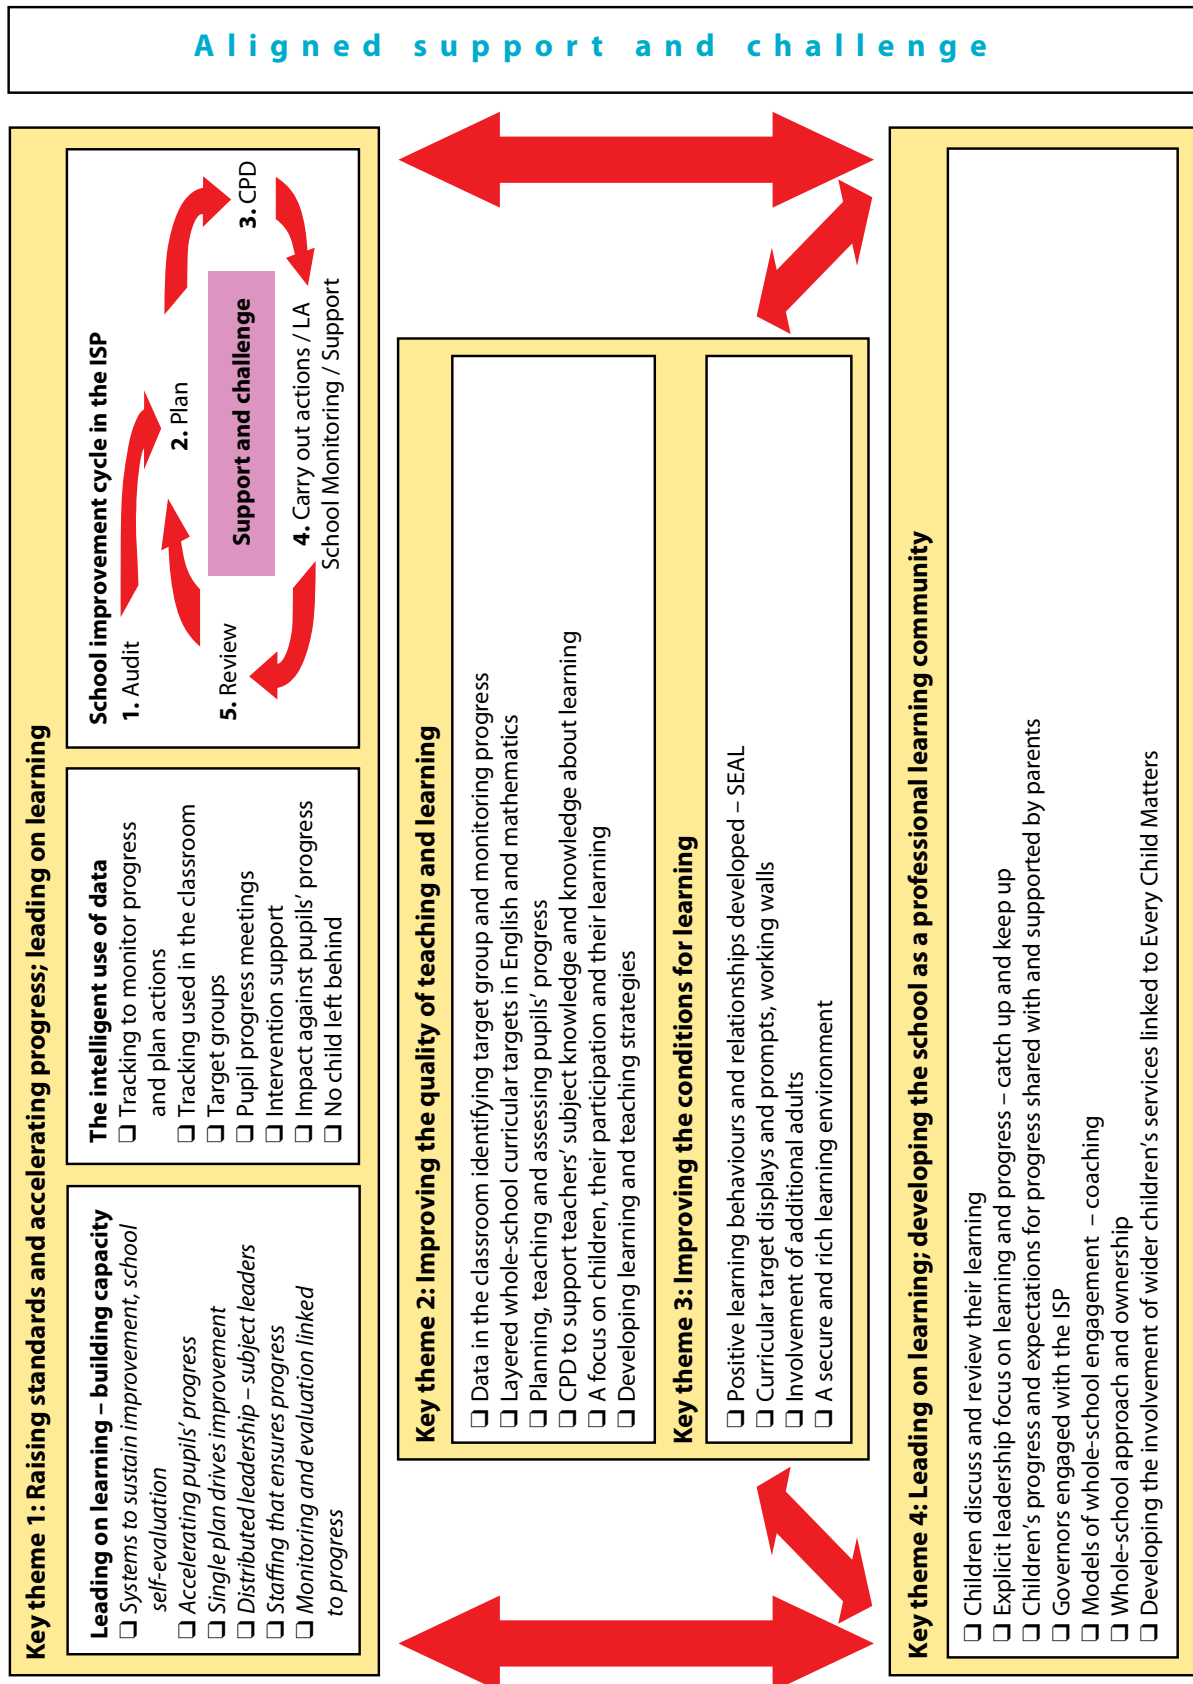 Aligned support and challenge
Key theme 1: Raising standards and accelerating progress; leading on learning
Leading on learning – building capacity
❑ Systems to sustain improvement, school
self-evaluation
❑ Accelerating pupils’ progress
❑ Single plan drives improvement
❑ Distributed leadership – subject leaders
❑ Staffing that ensures progress
❑ Monitoring and evaluation linked
to progress
The intelligent use of data
❑ Tracking to monitor progress
and plan actions
❑ Tracking used in the classroom
❑ Target groups
❑ Pupil progress meetings
❑ Intervention support
❑ Impact against pupils’ progress
❑ No child left behind
School improvement cycle in the ISP
1. Audit
2. Plan
3. CPD
Support and challenge
4. Carry out actions / LA
School Monitoring / Support
5. Review
Key theme 2: Improving the quality of teaching and learning
❑ Data in the classroom identifying target group and monitoring progress
❑ Layered whole-school curricular targets in English and mathematics
❑ Planning, teaching and assessing pupils’ progress
❑ CPD to support teachers’ subject knowledge and knowledge about learning
❑ A focus on children, their participation and their learning
❑ Developing learning and teaching strategies
Key theme 3: Improving the conditions for learning
❑ Positive learning behaviours and relationships developed – SEAL
❑ Curricular target displays and prompts, working walls
❑ Involvement of additional adults
❑ A secure and rich learning environment
Key theme 4: Leading on learning; developing the school as a professional learning community
❑ Children discuss and review their learning
❑ Explicit leadership focus on learning and progress – catch up and keep up
❑ Children’s progress and expectations for progress shared with and supported by parents
❑ Governors engaged with the ISP
❑ Models of whole-school engagement – coaching
❑ Whole-school approach and ownership
❑ Developing the involvement of wider children’s services linked to Every Child Matters